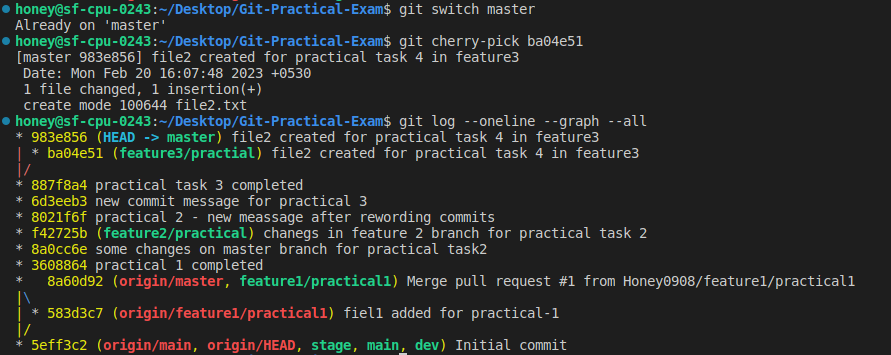 honey@sf-cpu-0243:~/Desktop/Git-Practical-Exam$ git switch master
Already on 'master'
honey@sf-cpu-0243:~/Desktop/Git-Practical-Exam$ git cherry-pick ba04e51
[master 983e856] file2 created for practical task 4 in feature3
 Date: Mon Feb 20 16:07:48 2023 +0530
 1 file changed, 1 insertion(+)
 create mode 100644 file2.txt
honey@sf-cpu-0243:~/Desktop/Git-Practical-Exam$ git log --oneline --graph --all
* 983e856 (HEAD -> master) file2 created for practical task 4 in feature3
| * ba04e51 (feature3/practial) file2 created for practical task 4 in feature3
|/
* 887f8a4 practical task 3 completed
* 6d3eeb3 new commit message for practical 3
* 8021f6f practical 2 - new meassage after rewording commits
* f42725b (feature2/practical) chanegs in feature 2 branch for practical task 2
* 8a0cc6e some changes on master branch for practical task2
* 3608864 practical 1 completed
*   8a60d92 (origin/master, feature1/practical1) Merge pull request #1 from Honey0908/feature1/practical1
|\
| * 583d3c7 (origin/feature1/practical1) fiel1 added for practical-1
|/
* 5eff3c2 (origin/main, origin/HEAD, stage, main, dev) Initial commit